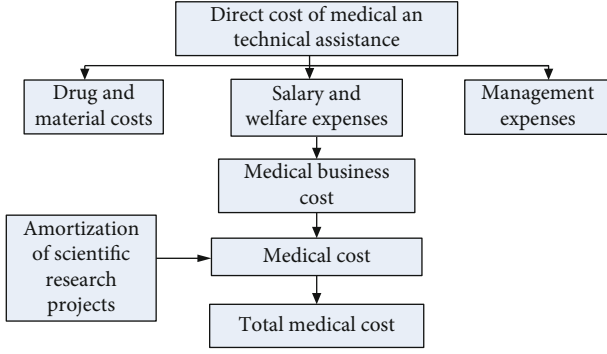 Direct cost of medical an
technical assistance
Drug and
material costs
Salary and
welfare expenses
Management
expenses
Medical business
cost
Amortization
of scientific
research
projects
Medical cost
Total medical cost